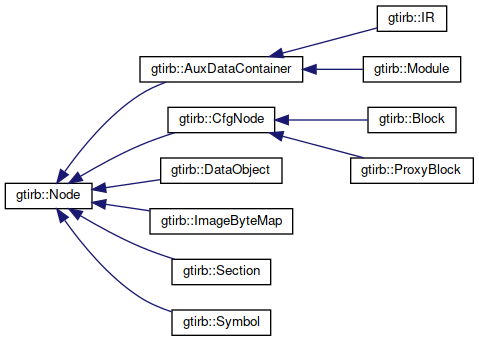 gtirb::IR
gtirb::AuxDataContainer
gtirb::Module
gtirb::CfgNode
gtirb::Block
gtirb::ProxyBlock
gtirb::DataObject
gtirb::Node
gtirb::ImageByteMap
gtirb::Section
gtirb::Symbol